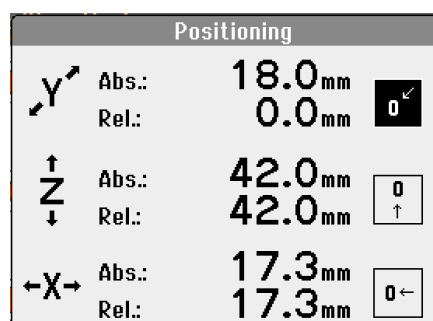 Positioning
Y Abs.: 18.0mm
Rel.: 0.0mm 0
Z Abs.: 42.0mm 0
Rel.: 42.0mm
X Abs.: 17.3mm
Rel.: 17.3mm 0